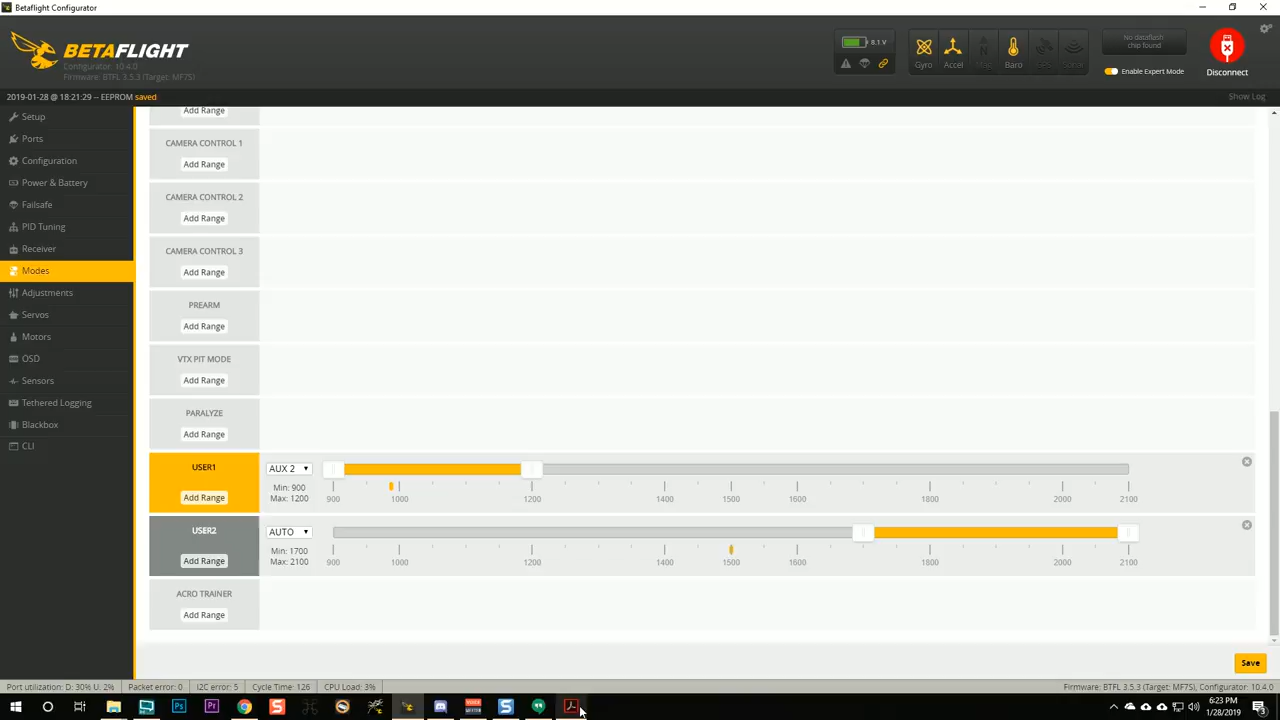 Betaflight Configurator
BETAFLIGHT
Configurator: 10.4.0
Firmware: BTFL 3.5.3 (Target: MF7S)
8.1 V
Gyro
Accel
Mag
Baro
GPS
Sonar
No dataflash
chip found
Enable Expert Mode
Disconnect
2019-01-28 @ 18:21:29 -- EEPROM saved
Show Log
Setup
Ports
Configuration
Power & Battery
Failsafe
PID Tuning
Receiver
Modes
Adjustments
Servos
Motors
OSD
Sensors
Tethered Logging
Blackbox
CLI
Add Range
CAMERA CONTROL 1
Add Range
CAMERA CONTROL 2
Add Range
CAMERA CONTROL 3
Add Range
PREARM
Add Range
VTX PIT MODE
Add Range
PARALYZE
Add Range
USER1
Add Range
AUX 2
Min: 900
Max: 1200
900 1000 1200 1400 1500 1600 1800 2000 2100
USER2
Add Range
AUTO
Min: 1700
Max: 2100
900 1000 1200 1400 1500 1600 1800 2000 2100
ACRO TRAINER
Add Range
Save
Port utilization: D: 30% U: 2% Packet error: 0 I2C error: 5 Cycle Time: 126 CPU Load: 3% Firmware: BTFL 3.5.3 (Target: MF7S), Configurator: 10.4.0
Ps
Pr
S
VOICE
S
6:23 PM
1/28/2019
3